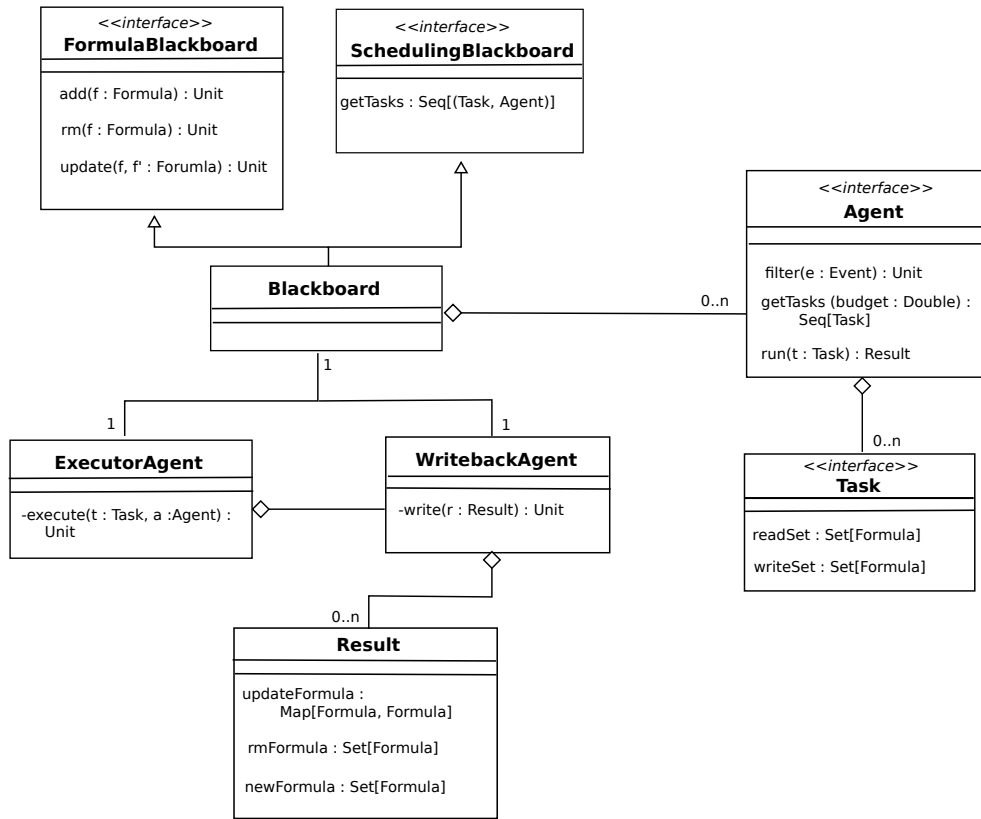 <<interface>>
FormulaBlackboard
add(f : Formula) : Unit
rm(f : Formula) : Unit
update(f, f' : Forumla) : Unit
<<interface>>
SchedulingBlackboard
getTasks : Seq[(Task, Agent)]
<<interface>>
Agent
filter(e : Event) : Unit
getTasks (budget : Double) :
Seq[Task]
run(t : Task) : Result
Blackboard
0..n
1
1
1
0..n
ExecutorAgent
-execute(t : Task, a :Agent) :
Unit
WritebackAgent
-write(r : Result) : Unit
<<interface>>
Task
readSet : Set[Formula]
writeSet : Set[Formula]
0..n
Result
updateFormula :
Map[Formula, Formula]
rmFormula : Set[Formula]
newFormula : Set[Formula]